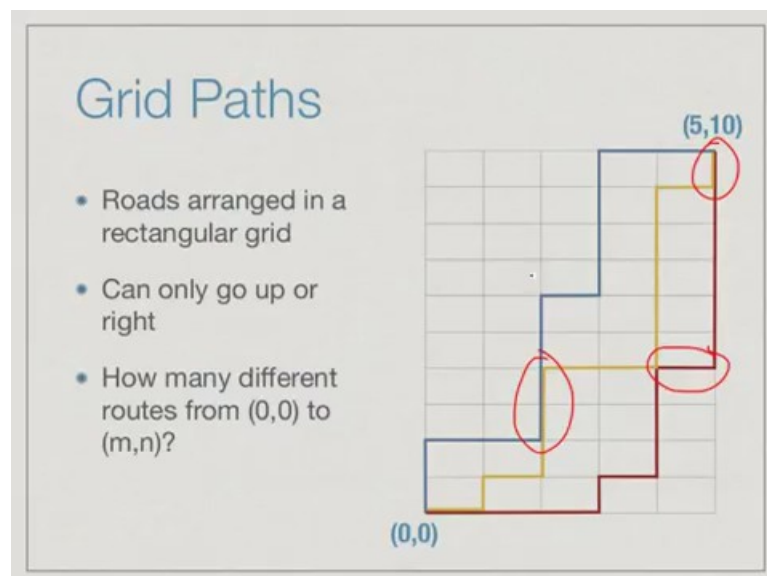 Grid Paths
(5,10)
• Roads arranged in a
rectangular grid
• Can only go up or
right
• How many different
routes from (0,0) to
(m,n)?
(0,0)